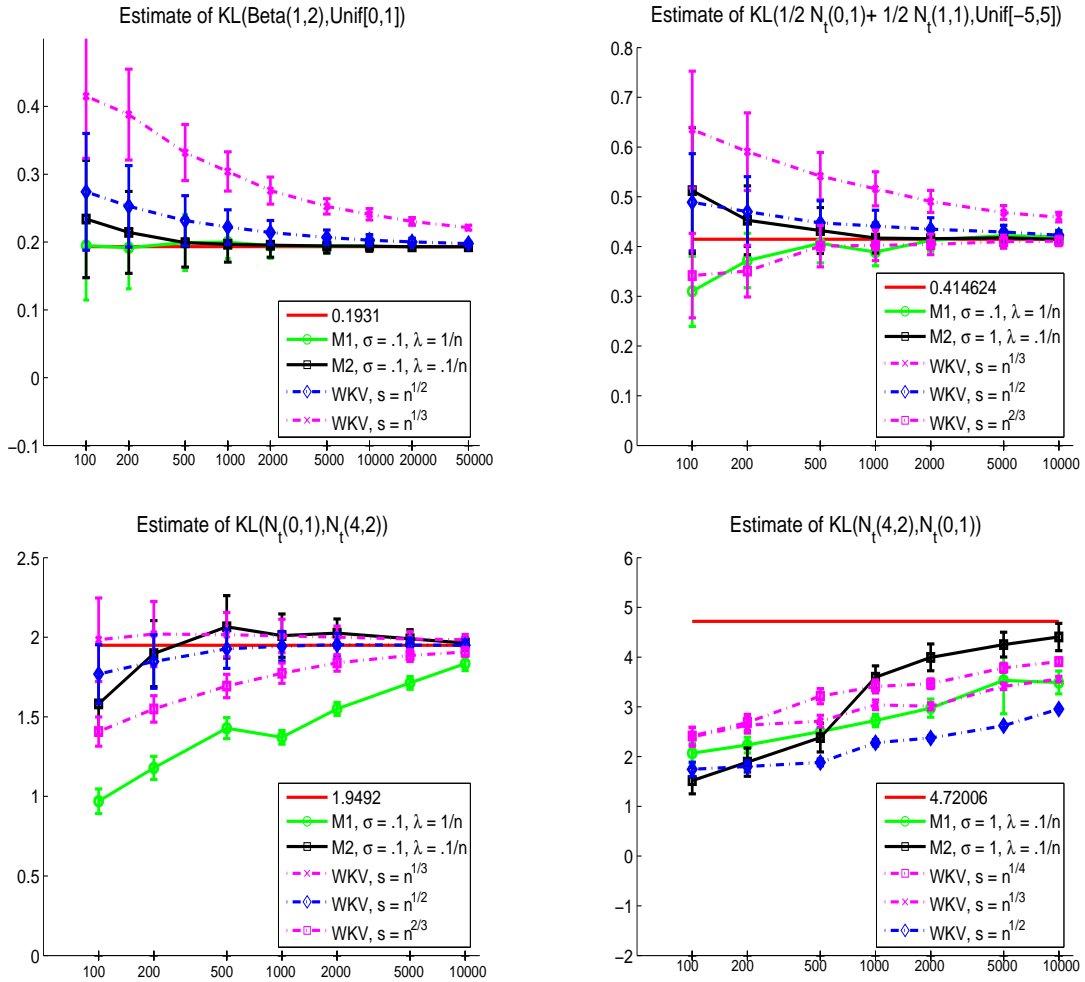 Estimate of KL(Beta(1,2),Unif[0,1])
0.4
0.3
0.2
0.1
0
−0.1
100 200 500 1000 2000 5000 10000 20000 50000
0.1931
M1, σ = .1, λ = 1/n
M2, σ = .1, λ = .1/n
WKV, s = n^{1/2}
WKV, s = n^{1/3}
Estimate of KL(1/2 N_t(0,1)+ 1/2 N_t(1,1),Unif[−5,5])
0.8
0.7
0.6
0.5
0.4
0.3
0.2
0.1
0
100 200 500 1000 2000 5000 10000
0.414624
M1, σ = .1, λ = 1/n
M2, σ = 1, λ = .1/n
WKV, s = n^{1/3}
WKV, s = n^{1/2}
WKV, s = n^{2/3}
Estimate of KL(N_t(0,1),N_t(4,2))
2.5
2
1.5
1
0.5
0
100 200 500 1000 2000 5000 10000
1.9492
M1, σ = .1, λ = 1/n
M2, σ = .1, λ = .1/n
WKV, s = n^{1/3}
WKV, s = n^{1/2}
WKV, s = n^{2/3}
Estimate of KL(N_t(4,2),N_t(0,1))
6
5
4
3
2
1
0
−1
−2
100 200 500 1000 2000 5000 10000
4.72006
M1, σ = 1, λ = .1/n
M2, σ = 1, λ = .1/n
WKV, s = n^{1/4}
WKV, s = n^{1/3}
WKV, s = n^{1/2}